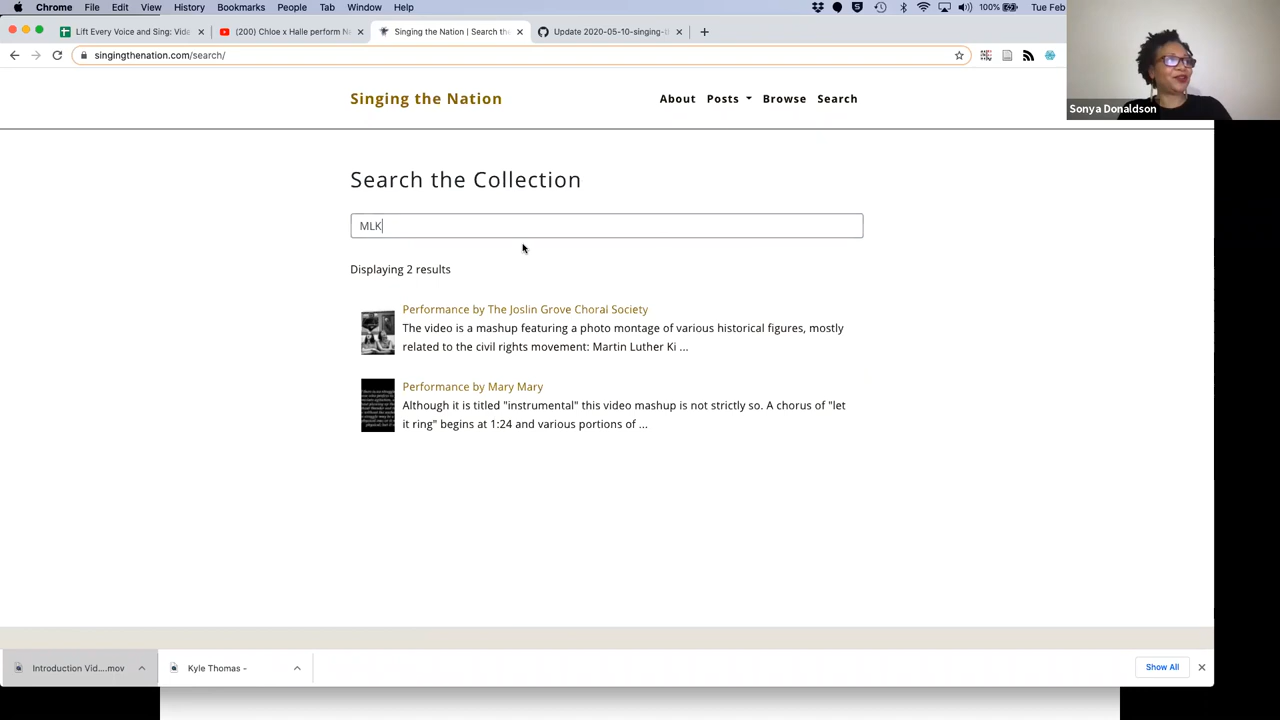 Chrome File Edit View History Bookmarks People Tab Window Help 100% Tue Feb
Lift Every Voice and Sing: Vide
(200) Chloe x Halle perform N
Singing the Nation | Search th
Update 2020-05-10-singing-t
singingthenation.com/search/
Sonya Donaldson
Singing the Nation
About Posts Browse Search
Search the Collection
MLK
Displaying 2 results
Performance by The Joslin Grove Choral Society
The video is a mashup featuring a photo montage of various historical figures, mostly
related to the civil rights movement: Martin Luther Ki ...
Performance by Mary Mary
Although it is titled "instrumental" this video mashup is not strictly so. A chorus of "let
it ring" begins at 1:24 and various portions of ...
Introduction Vid....mov
Kyle Thomas -
Show All